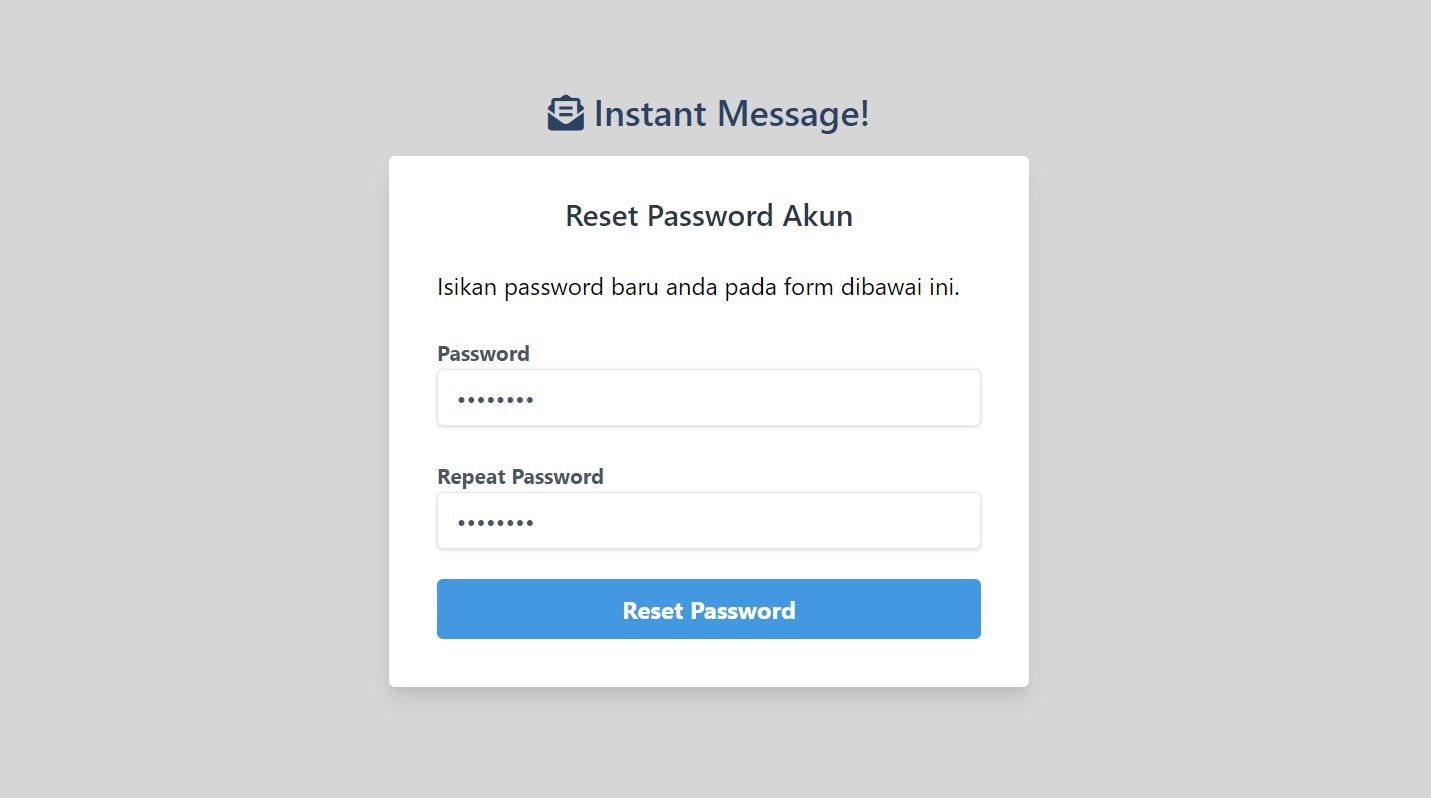 Instant Message!
Reset Password Akun
Isikan password baru anda pada form dibawai ini.
Password
••••••••
Repeat Password
••••••••
Reset Password